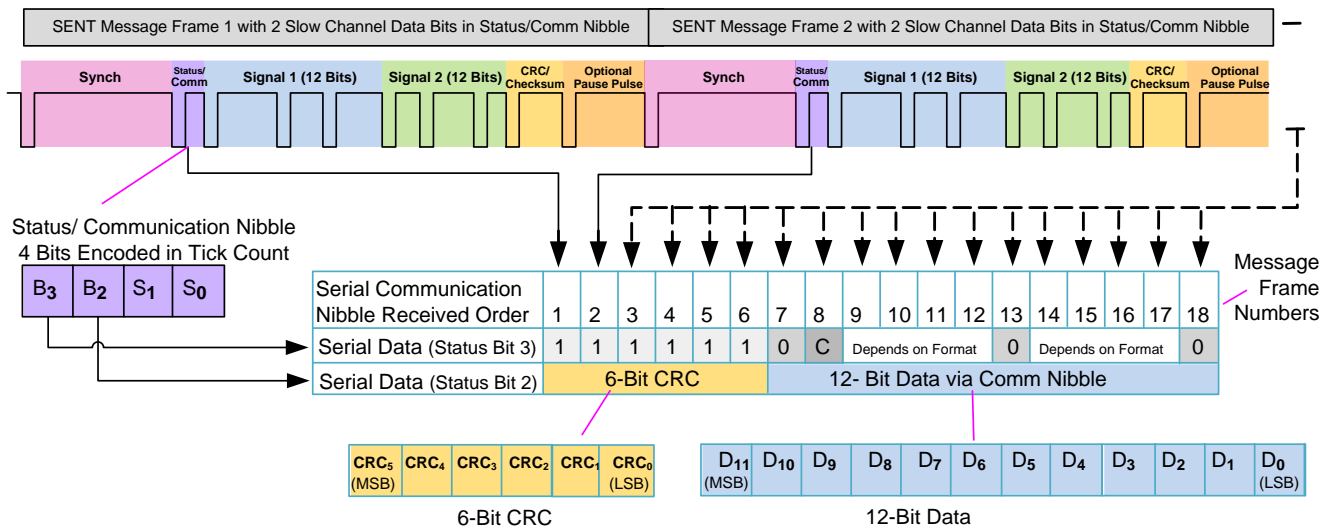 SENT Message Frame 1 with 2 Slow Channel Data Bits in Status/Comm Nibble
SENT Message Frame 2 with 2 Slow Channel Data Bits in Status/Comm Nibble
Synch
Status/
Comm
Signal 1 (12 Bits)
Signal 2 (12 Bits)
CRC/
Checksum
Optional
Pause Pulse
Synch
Status/
Comm
Signal 1 (12 Bits)
Signal 2 (12 Bits)
CRC/
Checksum
Optional
Pause Pulse
Status/ Communication Nibble
4 Bits Encoded in Tick Count
B3 B2 S1 S0
Message
Frame
Numbers
Serial Communication
Nibble Received Order 1 2 3 4 5 6 7 8 9 10 11 12 13 14 15 16 17 18
Serial Data (Status Bit 3) 1 1 1 1 1 1 0 C Depends on Format 0 Depends on Format 0
Serial Data (Status Bit 2) 6-Bit CRC 12- Bit Data via Comm Nibble
CRC5 CRC4 CRC3 CRC2 CRC1 CRC0
(MSB) (LSB)
6-Bit CRC
D11 D10 D9 D8 D7 D6 D5 D4 D3 D2 D1 D0
(MSB) (LSB)
12-Bit Data